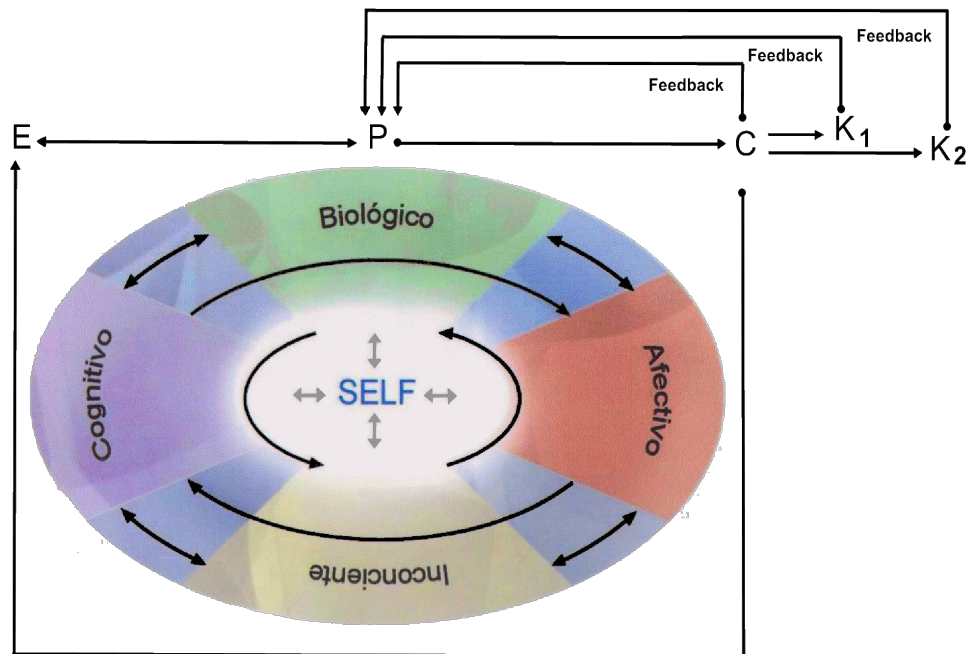 Feedback
Feedback
Feedback
E P C K1 K2
Biológico
Cognitivo
SELF
Afectivo
Inconciente